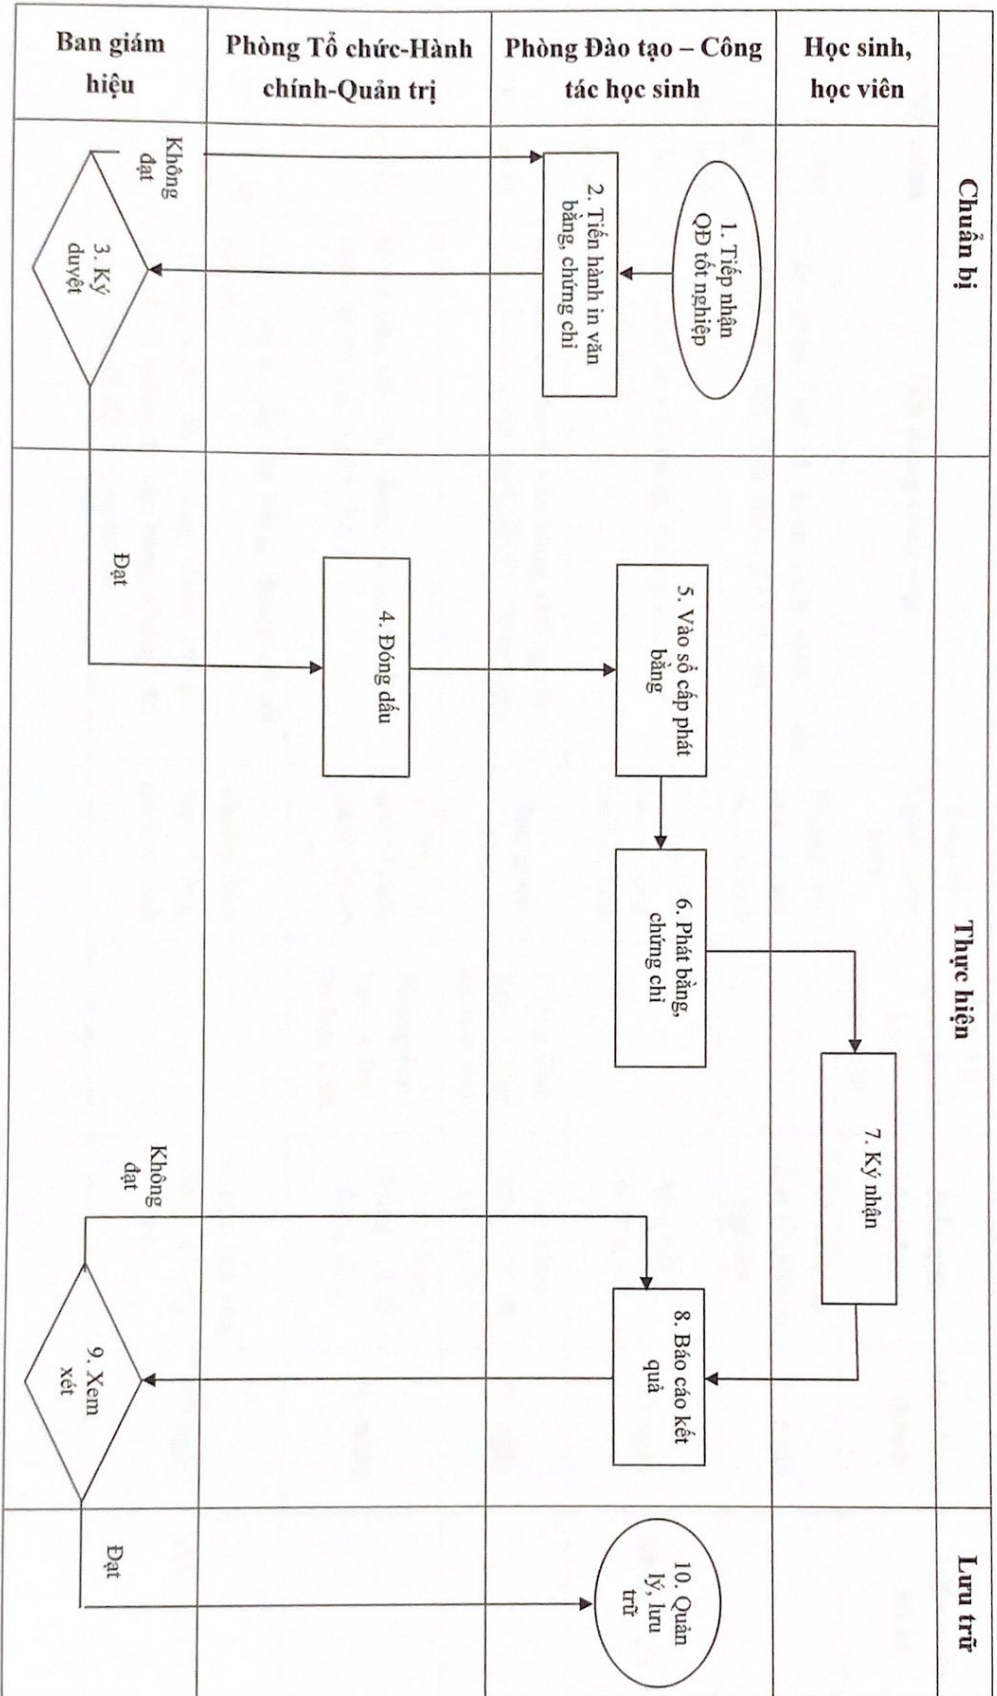 Ban giám
hiệu
Phòng Tổ chức-Hành
chính-Quản trị
Phòng Đào tạo – Công
tác học sinh
Học sinh,
học viên
Chuẩn bị
1. Tiếp nhận
QĐ tốt nghiệp
2. Tiến hành in văn
bằng, chứng chỉ
3. Ký
duyệt
Không
đạt
Đạt
Thực hiện
4. Đóng dấu
5. Vào sổ cấp phát
bằng
6. Phát bằng,
chứng chỉ
7. Ký nhận
8. Báo cáo kết
quả
9. Xem
xét
Không
đạt
Đạt
Lưu trữ
10. Quản
lý, lưu
trữ